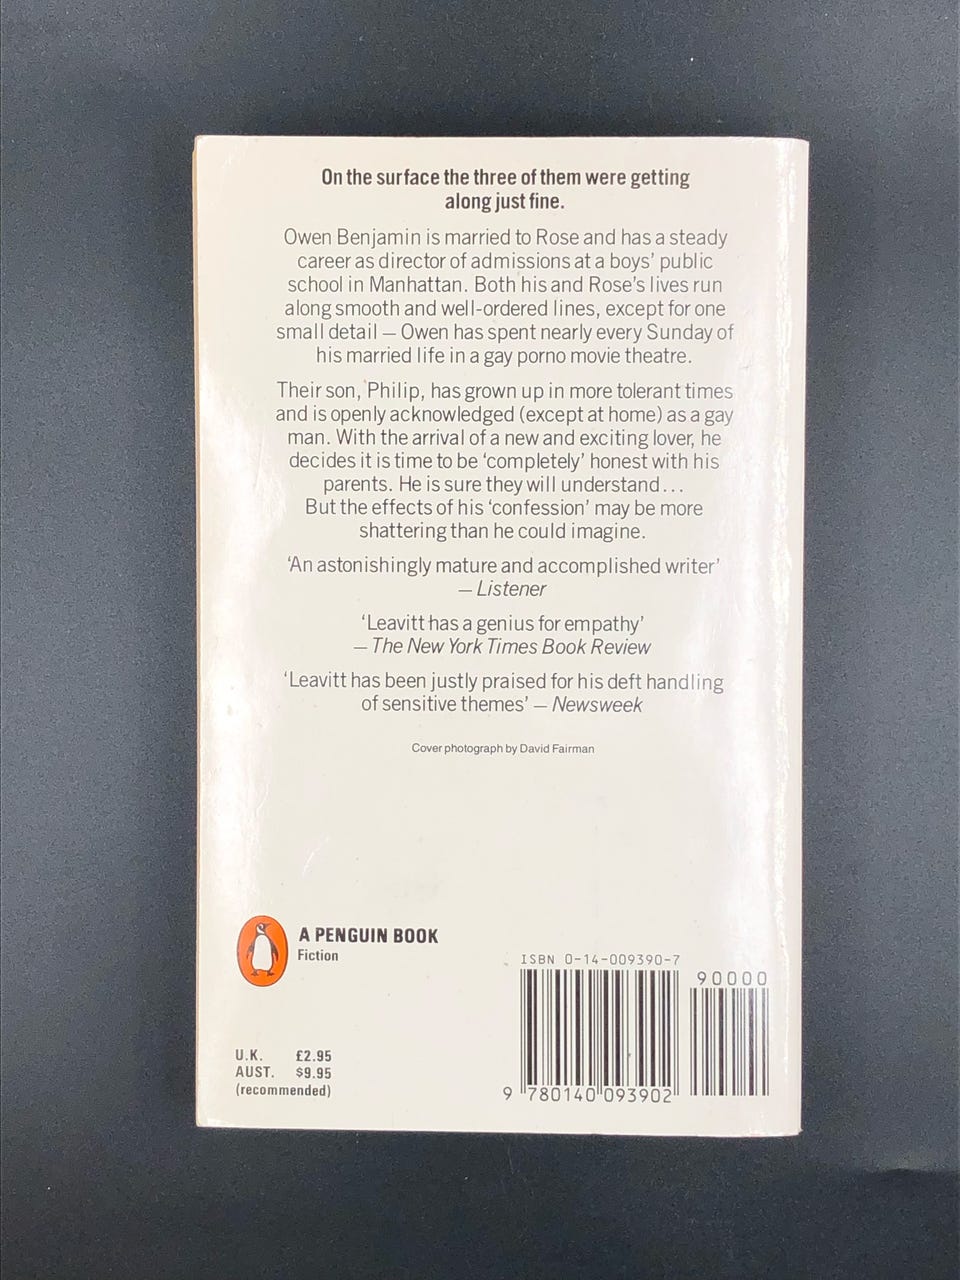 On the surface the three of them were getting
along just fine.
Owen Benjamin is married to Rose and has a steady
career as director of admissions at a boys' public
school in Manhattan. Both his and Rose's lives run
along smooth and well-ordered lines, except for one
small detail – Owen has spent nearly every Sunday of
his married life in a gay porno movie theatre.
Their son, Philip, has grown up in more tolerant times
and is openly acknowledged (except at home) as a gay
man. With the arrival of a new and exciting lover, he
decides it is time to be 'completely' honest with his
parents. He is sure they will understand...
But the effects of his 'confession' may be more
shattering than he could imagine.
'An astonishingly mature and accomplished writer'
– Listener
'Leavitt has a genius for empathy'
– The New York Times Book Review
'Leavitt has been justly praised for his deft handling
of sensitive themes' – Newsweek
Cover photograph by David Fairman
A PENGUIN BOOK
Fiction
ISBN 0-14-009390-7
90000
U.K. £2.95
AUST. $9.95
(recommended)
9 780140 093902